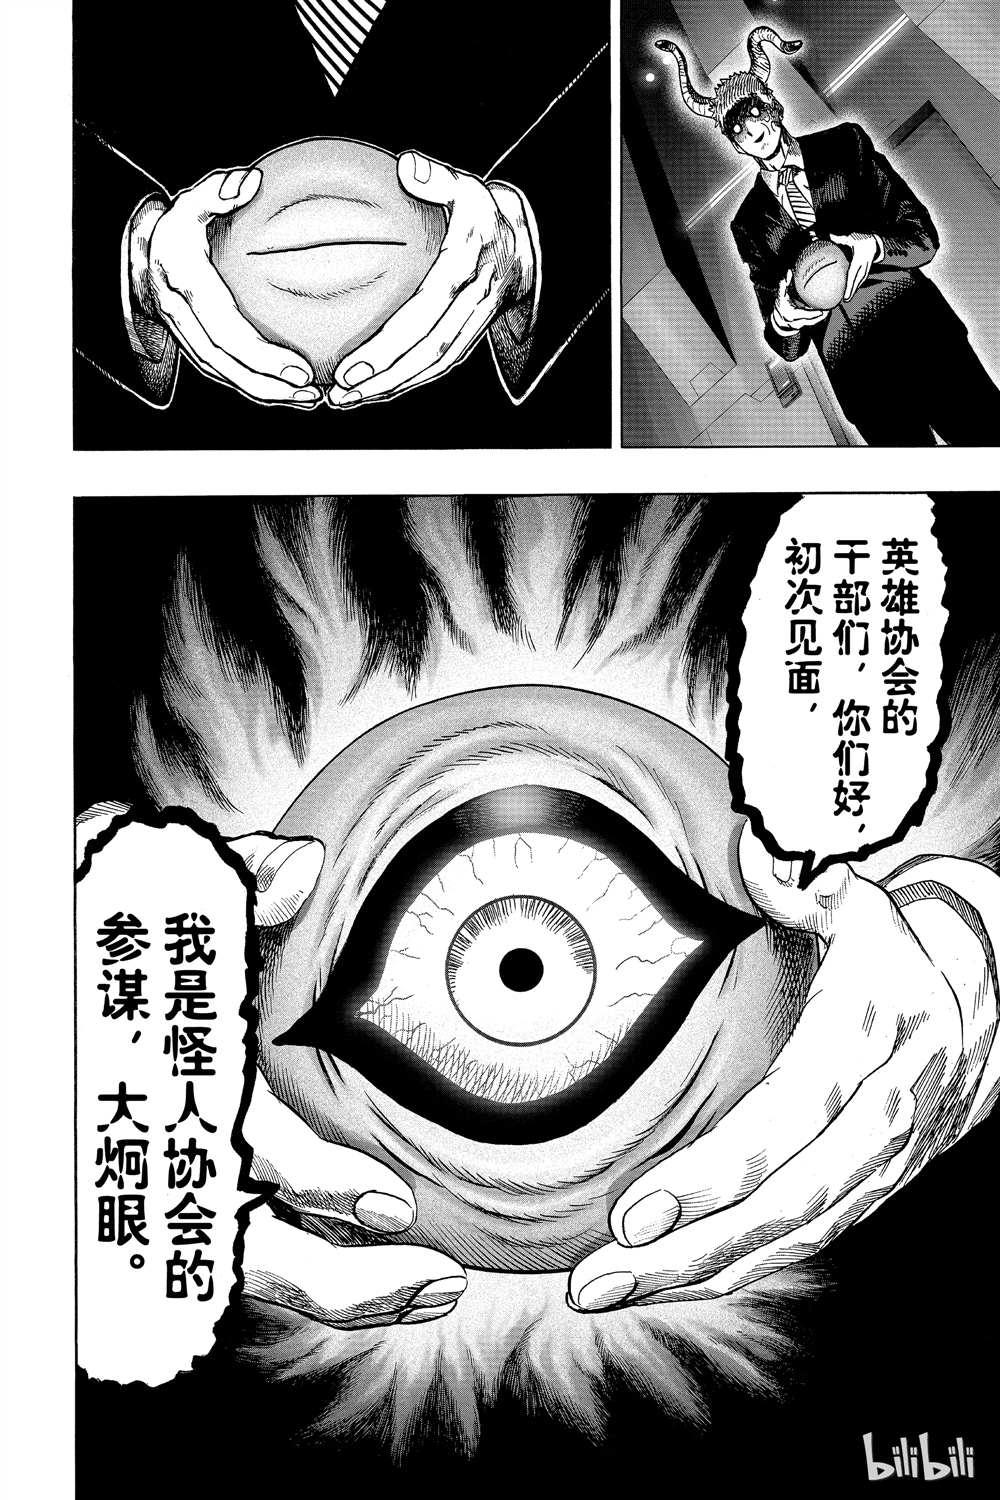 英雄协会的
干部们，你们好，
初次见面，
我是怪人协会的
参谋，大炯眼。
bilibili